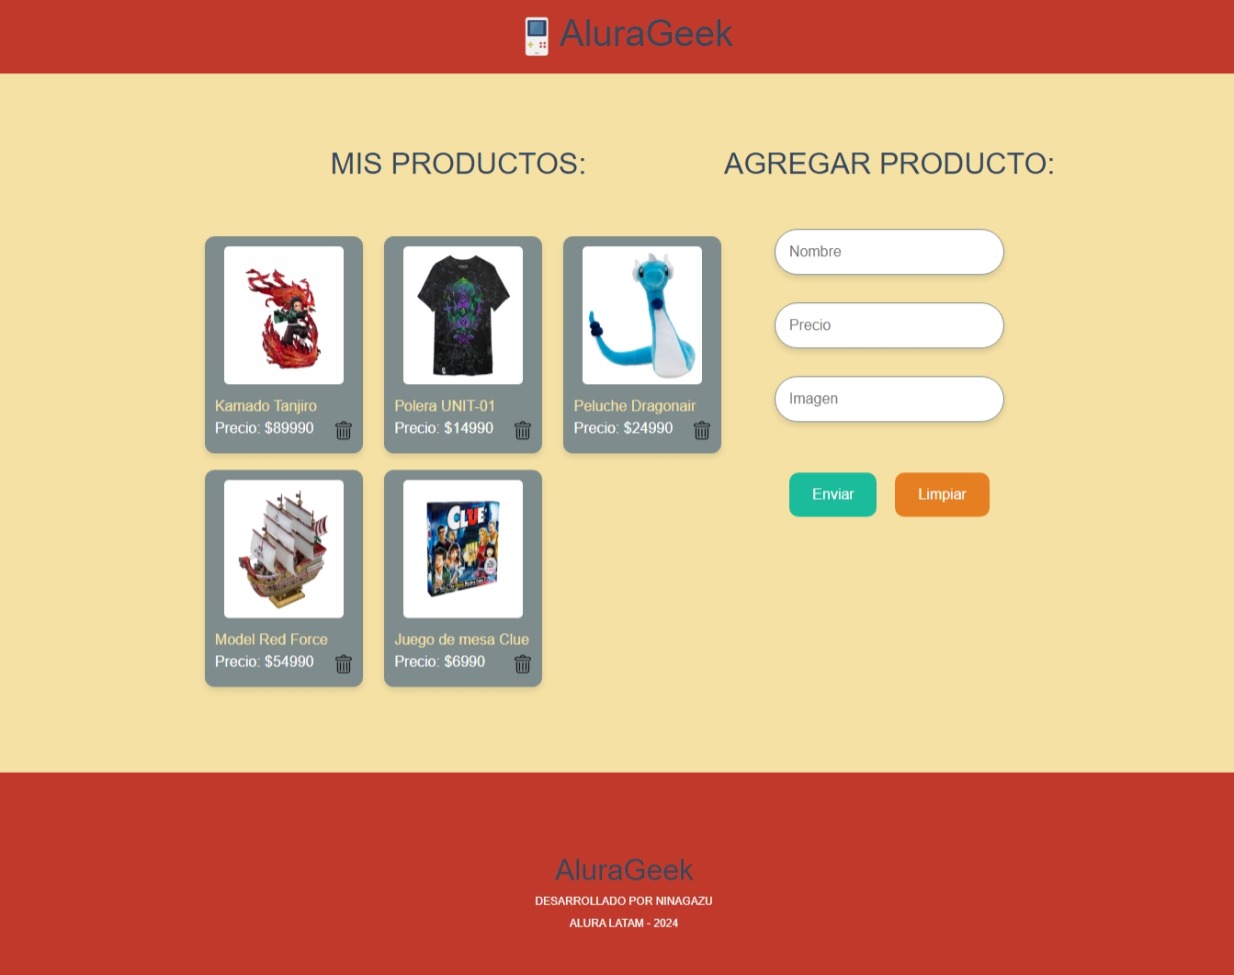 AluraGeek
MIS PRODUCTOS:
AGREGAR PRODUCTO:
Kamado Tanjiro
Precio: $89990
Polera UNIT-01
Precio: $14990
Peluche Dragonair
Precio: $24990
Model Red Force
Precio: $54990
CLUE
Juego de mesa Clue
Precio: $6990
Nombre
Precio
Imagen
Enviar
Limpiar
AluraGeek
DESARROLLADO POR NINAGAZU
ALURA LATAM - 2024